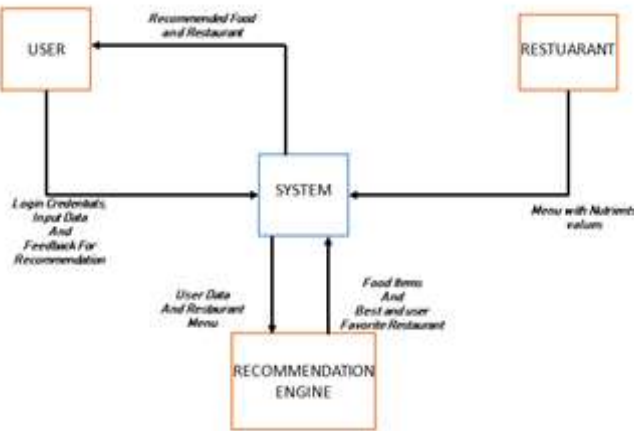 Recommended Food
and Restaurant
USER
RESTUARANT
SYSTEM
Login Credentials,
Input Data
And
Feedback For
Recommendation
Menu with Nutrients
values
User Data
And Restaurant
Menu
Food Items
And
Best and user
Favorite Restaurant
RECOMMENDATION
ENGINE